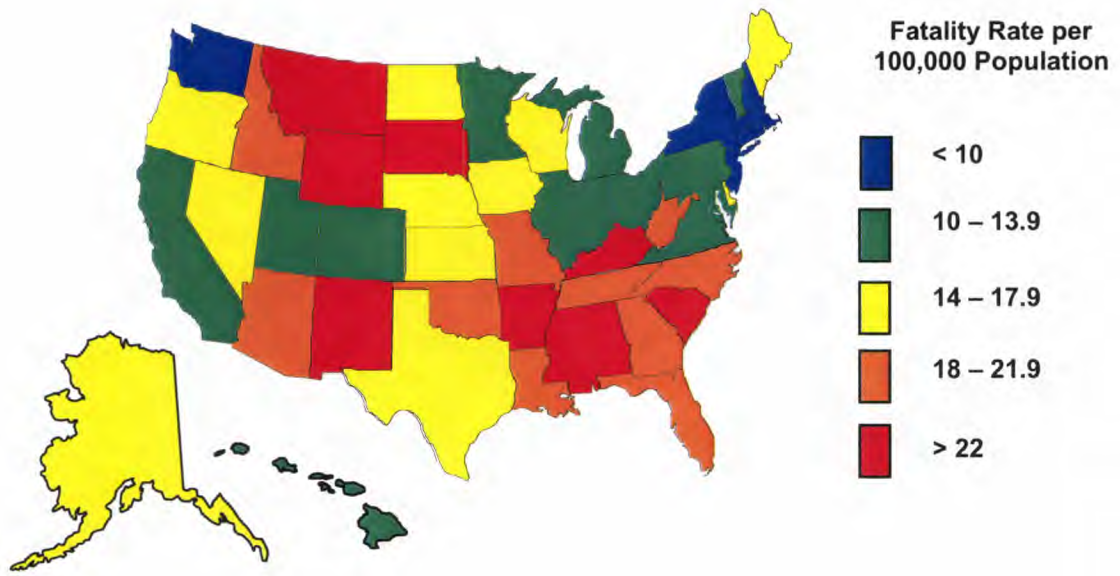 Fatality Rate per
100,000 Population
< 10
10 – 13.9
14 – 17.9
18 – 21.9
> 22